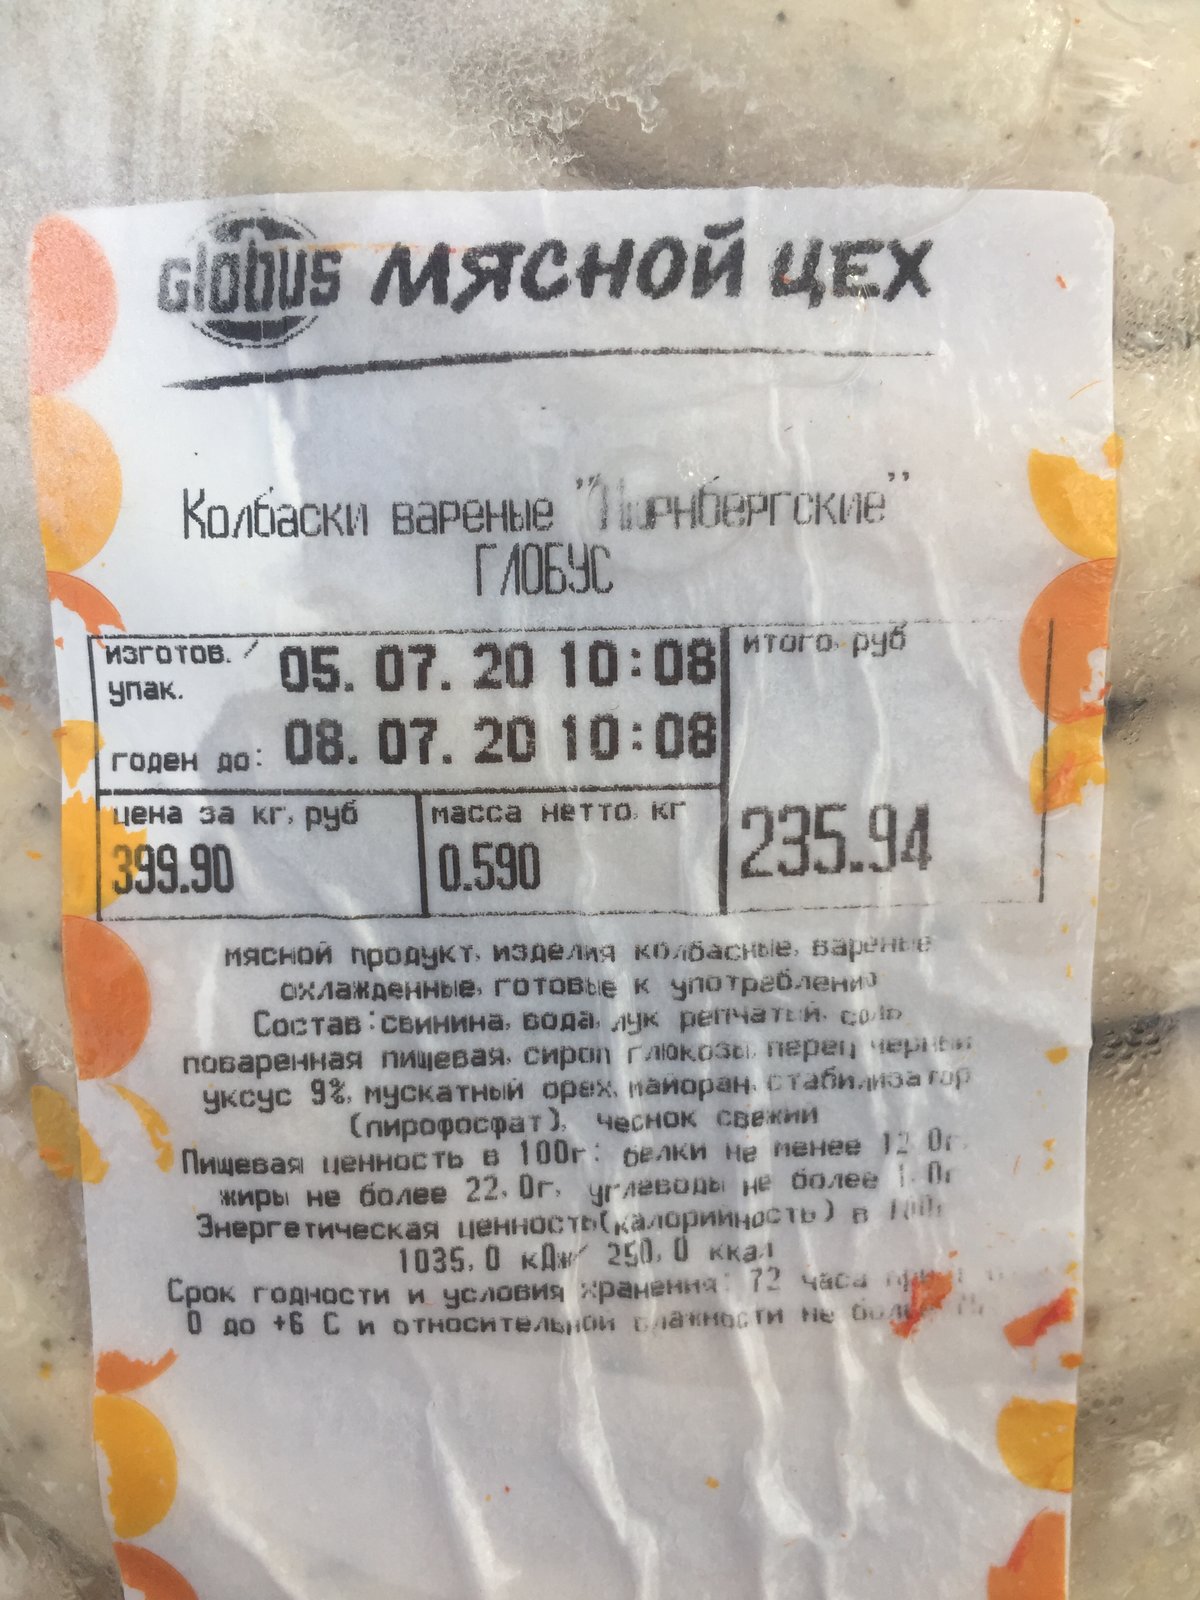 Globus МЯСНОЙ ЦЕХ
Колбаски вареные "Нюрнбергские"
ГЛОБУС
изготов. /
упак.
05. 07. 20 10:08
годен до: 08. 07. 20 10:08
итого, руб
235.94
цена за кг, руб
399.90
масса нетто, кг
0.590
мясной продукт, изделия колбасные, вареные
охлажденные, готовые к употреблению
Состав:свинина, вода, лук репчатый, соль
поваренная пищевая, сироп глюкозы, перец черный
уксус 9%, мускатный орех, майоран, стабилизатор
(пирофосфат), чеснок свежий
Пищевая ценность в 100г: белки не менее 12.0г,
жиры не более 22,0г, углеводы не более 1.0г
Энергетическая ценность(калорийность) в 100г
1035,0 кДж/ 250,0 ккал
Срок годности и условия хранения: 72 часа
0 до +6 С и относительной влажности не более